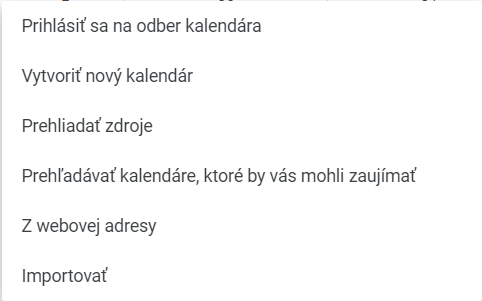 Prihlásiť sa na odber kalendára
Vytvoriť nový kalendár
Prehliadať zdroje
Prehľadávať kalendáre, ktoré by vás mohli zaujímať
Z webovej adresy
Importovať